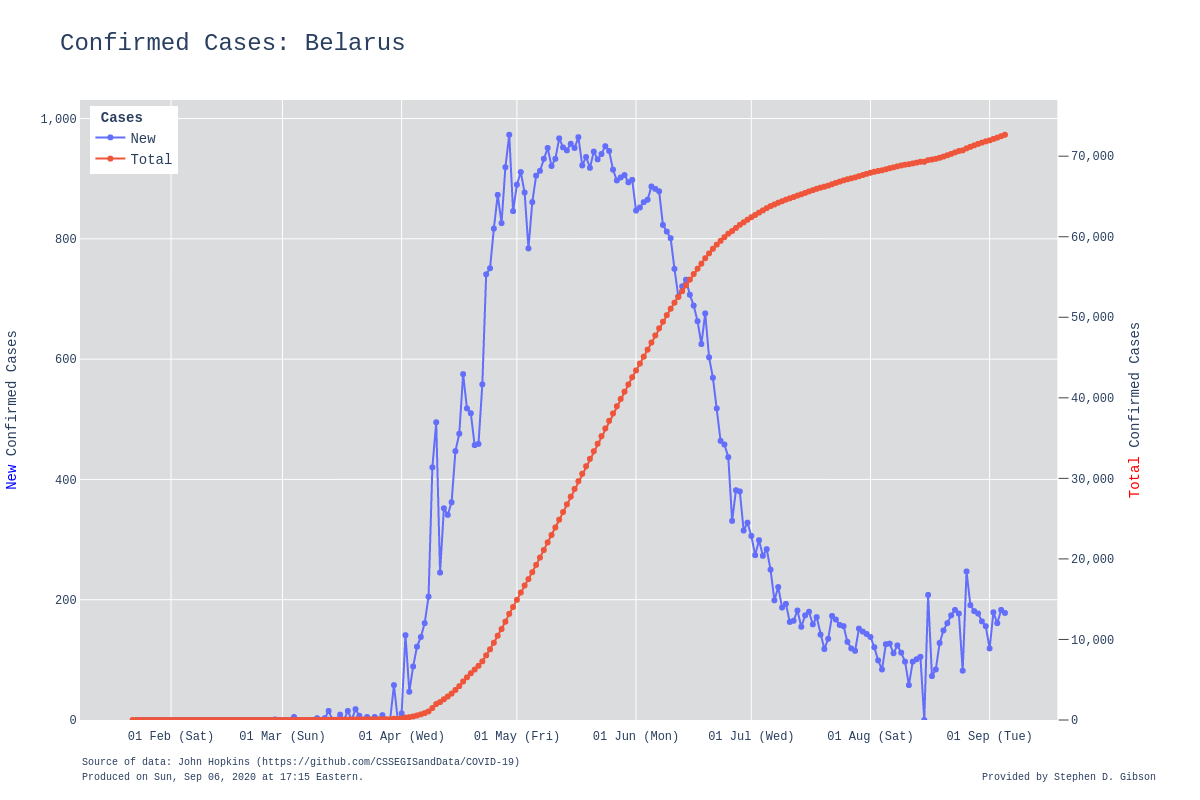 Confirmed Cases: Belarus
Cases
New
Total
1,000
800
600
400
200
0
New Confirmed Cases
70,000
60,000
50,000
40,000
30,000
20,000
10,000
0
Total Confirmed Cases
01 Feb (Sat)
01 Mar (Sun)
01 Apr (Wed)
01 May (Fri)
01 Jun (Mon)
01 Jul (Wed)
01 Aug (Sat)
01 Sep (Tue)
Source of data: John Hopkins (https://github.com/CSSEGISandData/COVID-19)
Produced on Sun, Sep 06, 2020 at 17:15 Eastern.
Provided by Stephen D. Gibson